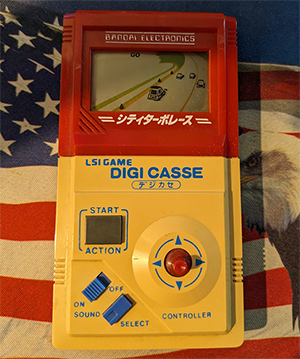 BANDAI ELECTRONICS
GO
シティターボレース
LSI GAME
DIGI CASSE
デジカセ
START
ACTION
OFF
ON
SOUND
SELECT
CONTROLLER